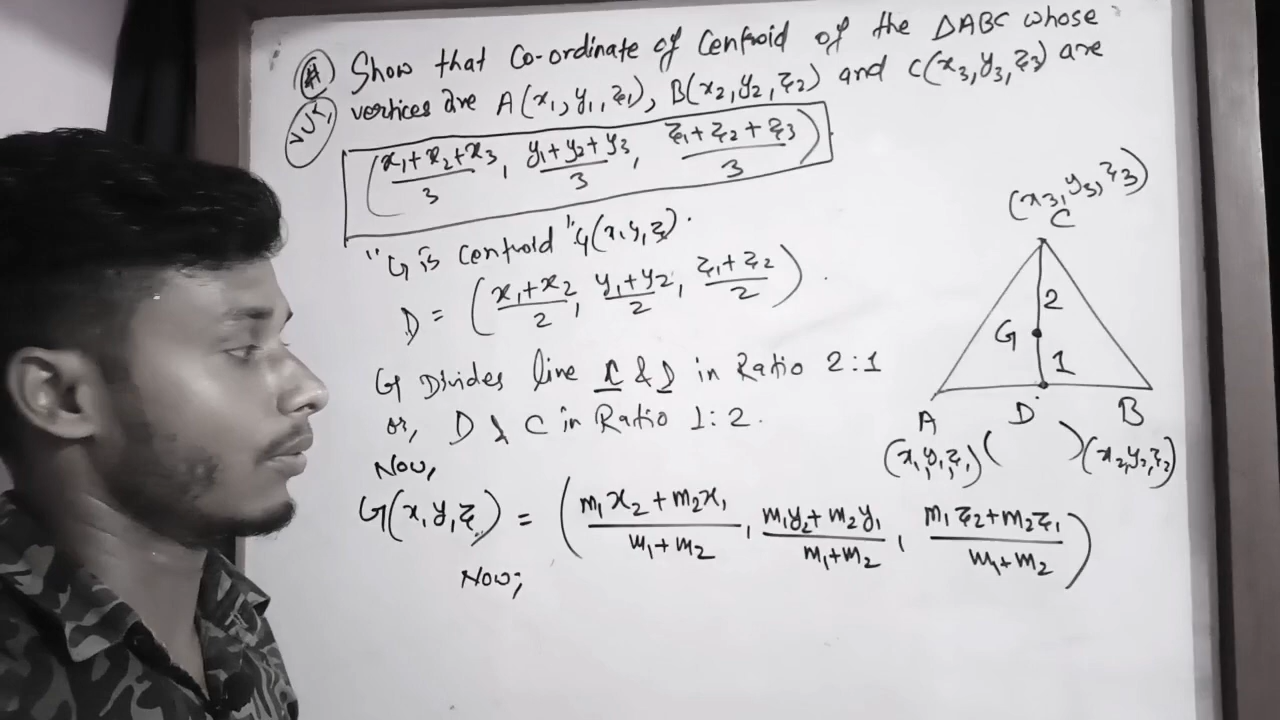 (#) Show that Co-ordinate of Centroid of the ΔABC whose
V.V.I vertices are A(x₁, y₁, z₁), B(x₂, y₂, z₂) and C(x₃, y₃, z₃) are
((x₁+x₂+x₃)/3, (y₁+y₂+y₃)/3, (z₁+z₂+z₃)/3)
"G is centroid" G(x,y,z).
D = ((x₁+x₂)/2, (y₁+y₂)/2, (z₁+z₂)/2).
G Divides line C & D in Ratio 2:1
or, D & C in Ratio 1:2.
Now,
G(x, y, z) = ((m₁x₂+m₂x₁)/(m₁+m₂), (m₁y₂+m₂y₁)/(m₁+m₂), (m₁z₂+m₂z₁)/(m₁+m₂))
Now;
(x₃, y₃, z₃)
C
2
G
1
A D B
(x₁,y₁,z₁) ( ) (x₂,y₂,z₂)